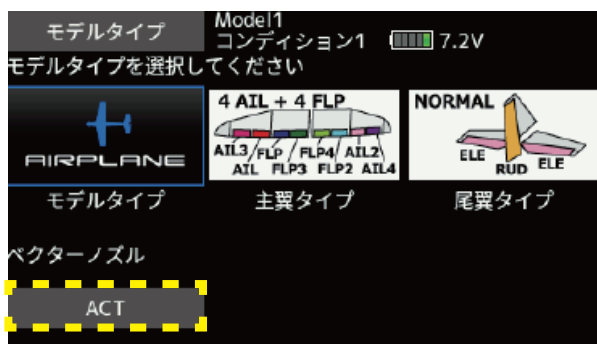 モデルタイプ
Model1
コンディション1 7.2V
モデルタイプを選択してください
AIRPLANE
4 AIL + 4 FLP
AIL3/FLP/FLP4/AIL2
AIL FLP3 FLP2 AIL4
NORMAL
ELE RUD ELE
モデルタイプ 主翼タイプ 尾翼タイプ
ベクターノズル
ACT